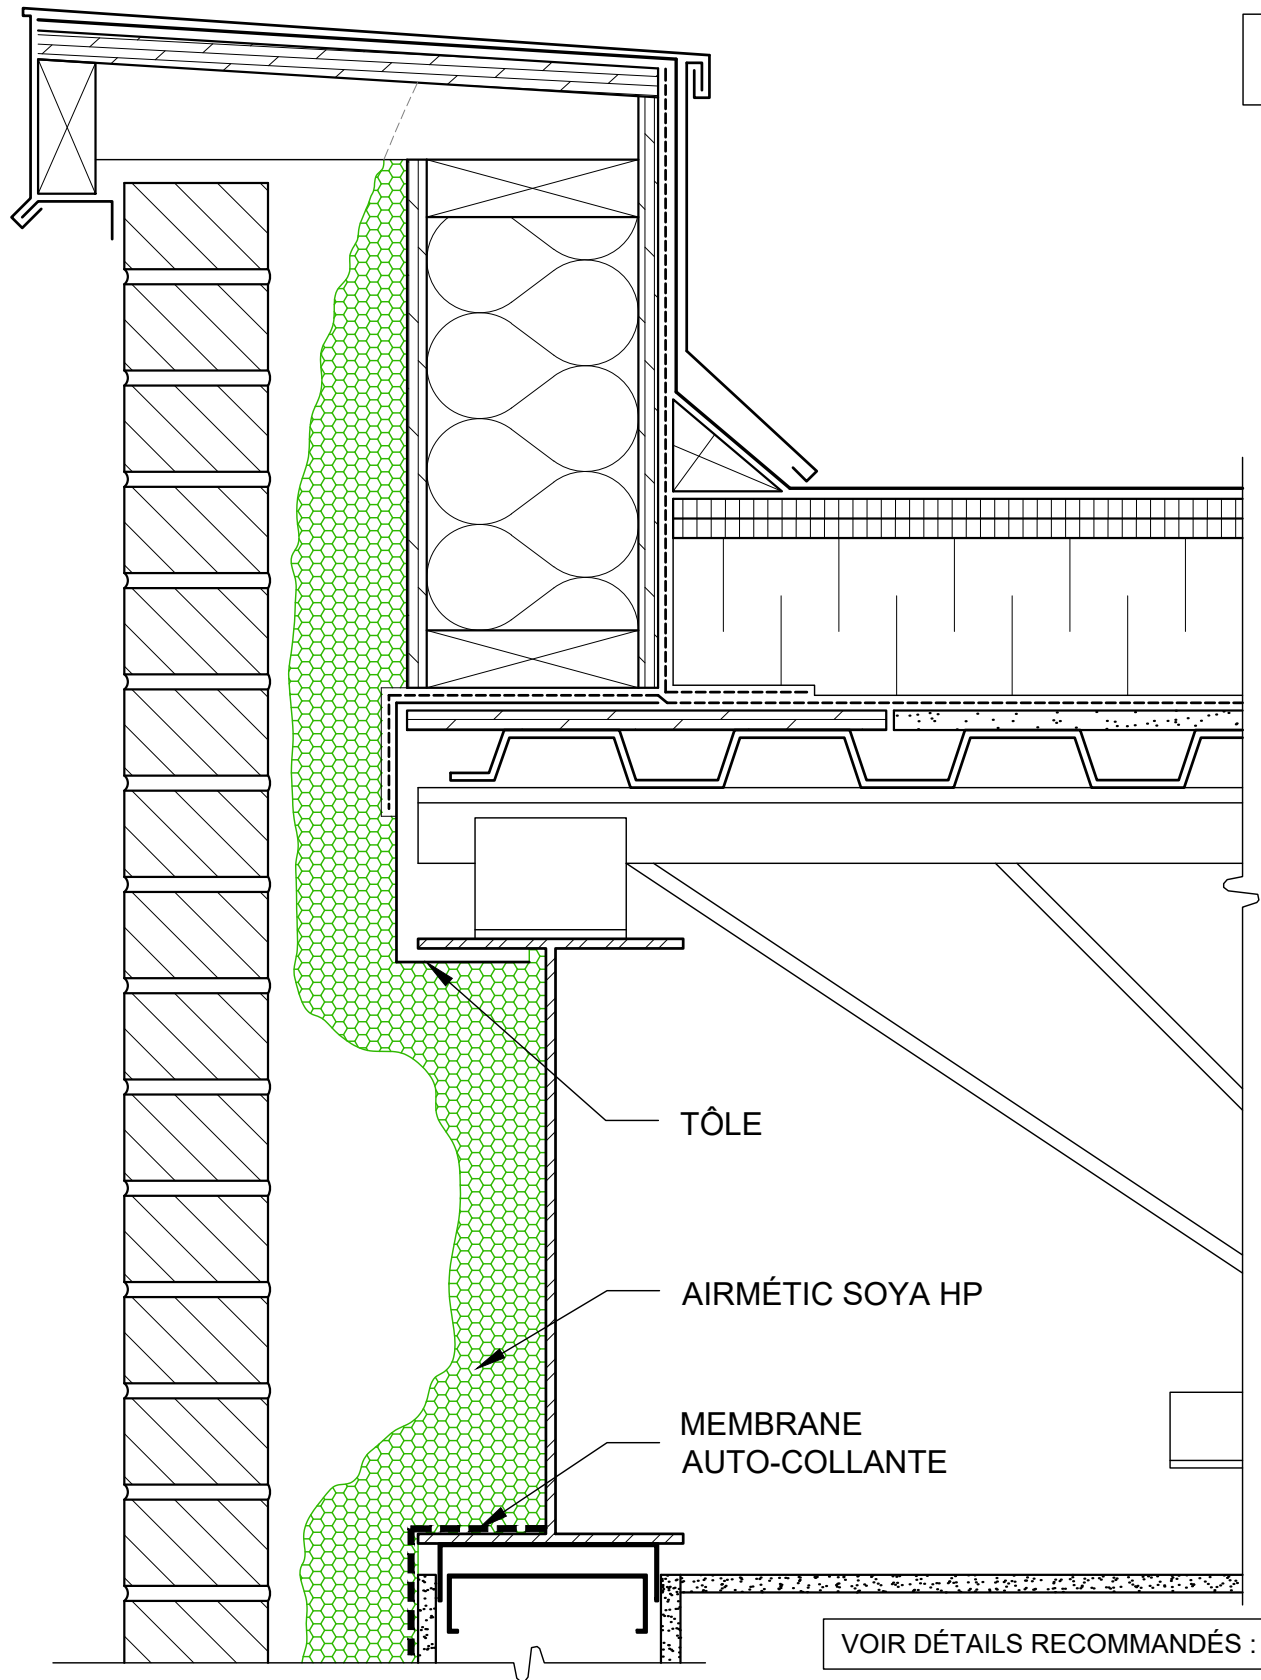 TÔLE
AIRMÉTIC SOYA HP
MEMBRANE
AUTO-COLLANTE
VOIR DÉTAILS RECOMMANDÉS :